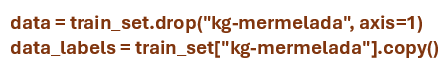 data = train_set.drop("kg-mermelada", axis=1)
data_labels = train_set["kg-mermelada"].copy()